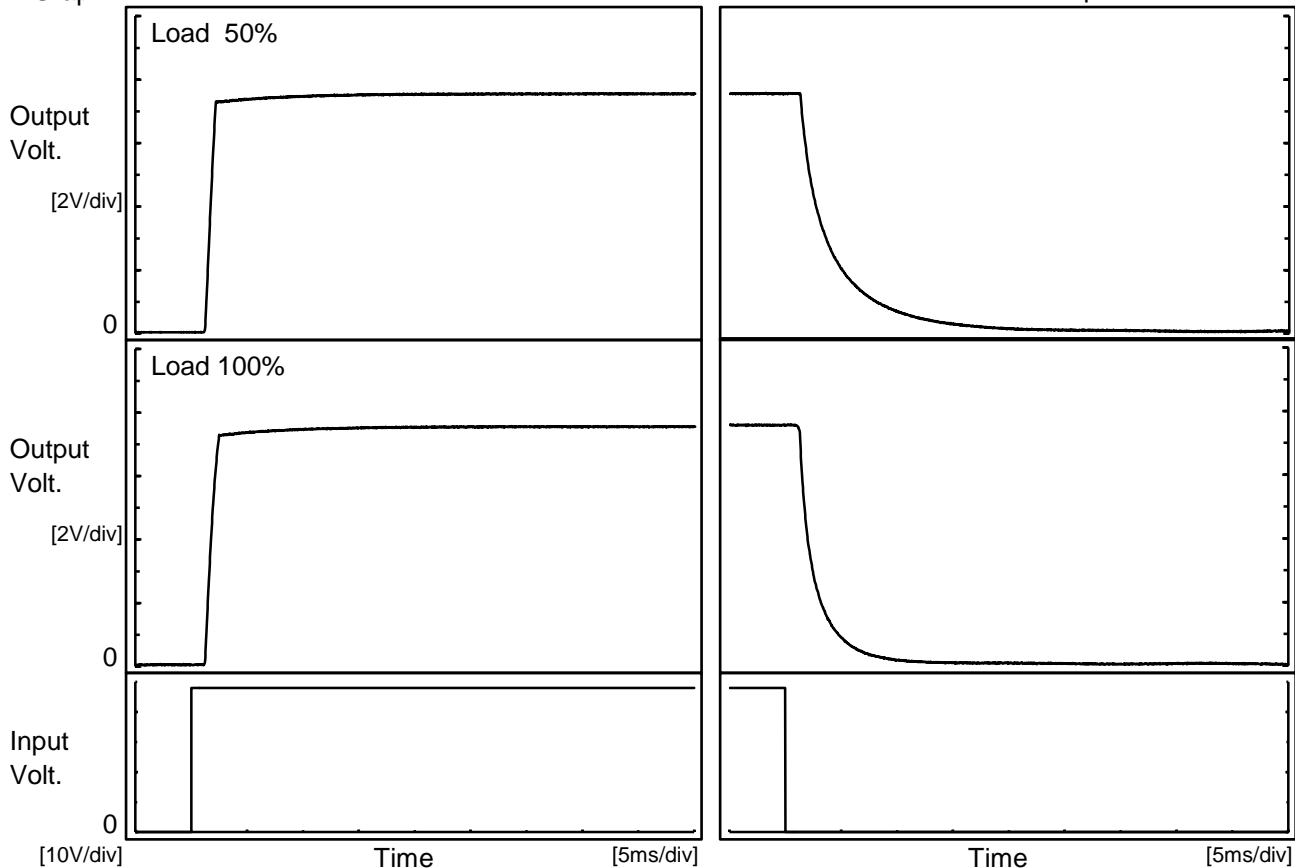 Load 50%
Output
Volt.
[2V/div]
0
Load 100%
Output
Volt.
[2V/div]
0
Input
Volt.
0
[10V/div]
Time
[5ms/div]
Time
[5ms/div]